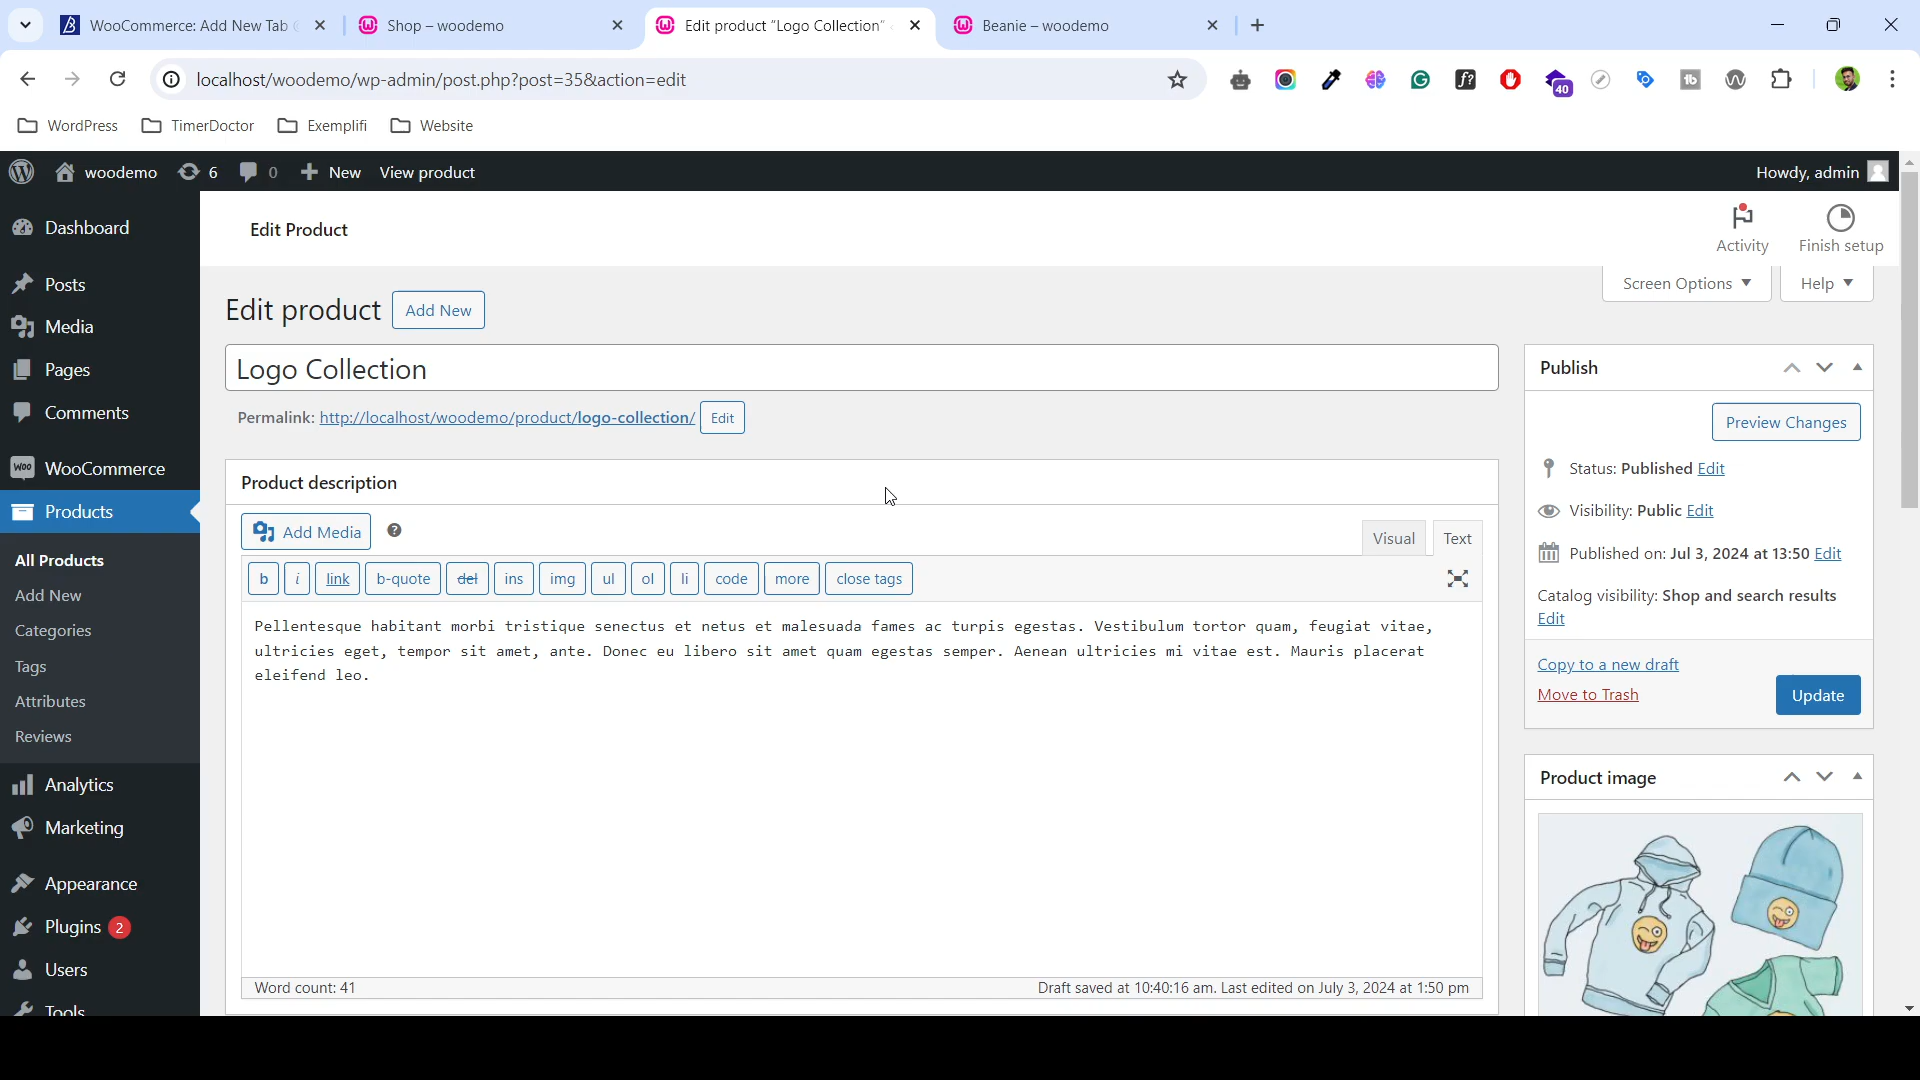 WooCommerce: Add New Tab
Shop – woodemo
Edit product "Logo Collection"
Beanie – woodemo
localhost/woodemo/wp-admin/post.php?post=35&action=edit
40
WordPress
TimerDoctor
Exemplifi
Website
woodemo
6
0
New
View product
Howdy, admin
Dashboard
Posts
Media
Pages
Comments
WooCommerce
Products
All Products
Add New
Categories
Tags
Attributes
Reviews
Analytics
Marketing
Appearance
Plugins 2
Users
Tools
Edit Product
Activity
Finish setup
Screen Options
Help
Edit product
Add New
Logo Collection
Permalink: http://localhost/woodemo/product/logo-collection/ Edit
Product description
Add Media
Visual
Text
b i link b-quote del ins img ul ol li code more close tags
Pellentesque habitant morbi tristique senectus et netus et malesuada fames ac turpis egestas. Vestibulum tortor quam, feugiat vitae,
ultricies eget, tempor sit amet, ante. Donec eu libero sit amet quam egestas semper. Aenean ultricies mi vitae est. Mauris placerat
eleifend leo.
Word count: 41
Draft saved at 10:40:16 am. Last edited on July 3, 2024 at 1:50 pm
Publish
Preview Changes
Status: Published Edit
Visibility: Public Edit
Published on: Jul 3, 2024 at 13:50 Edit
Catalog visibility: Shop and search results
Edit
Copy to a new draft
Move to Trash
Update
Product image